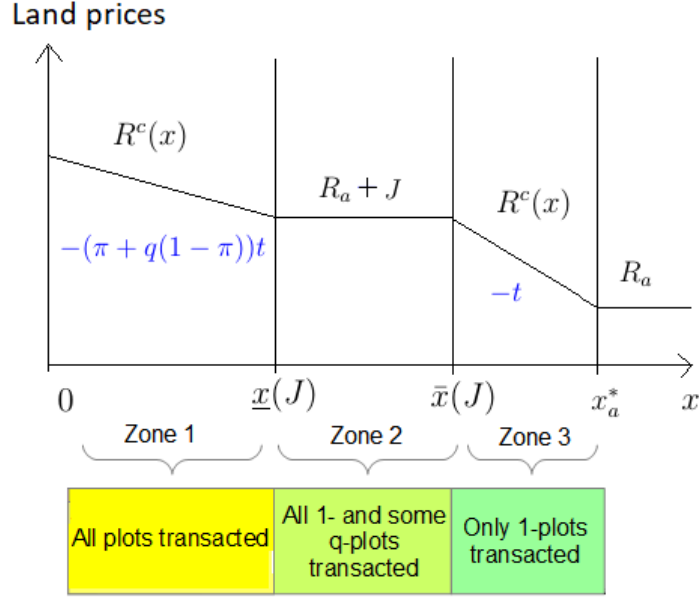 Land prices
R^c(x)
R_a + J
R^c(x)
−(π + q(1 − π))t
−t
R_a
0
x̲(J)
x̄(J)
x_a^*
x
Zone 1
Zone 2
Zone 3
All plots transacted
All 1- and some
q-plots
transacted
Only 1-plots
transacted